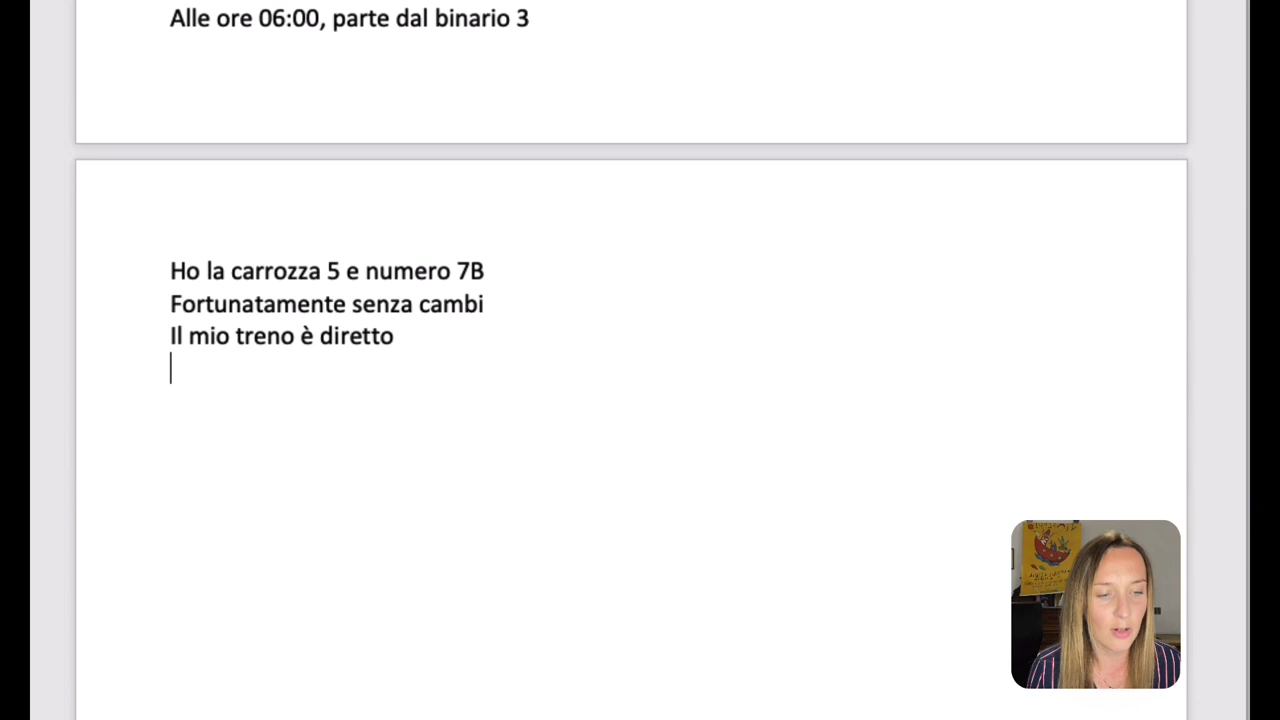 Alle ore 06:00, parte dal binario 3
Ho la carrozza 5 e numero 7B
Fortunatamente senza cambi
Il mio treno è diretto